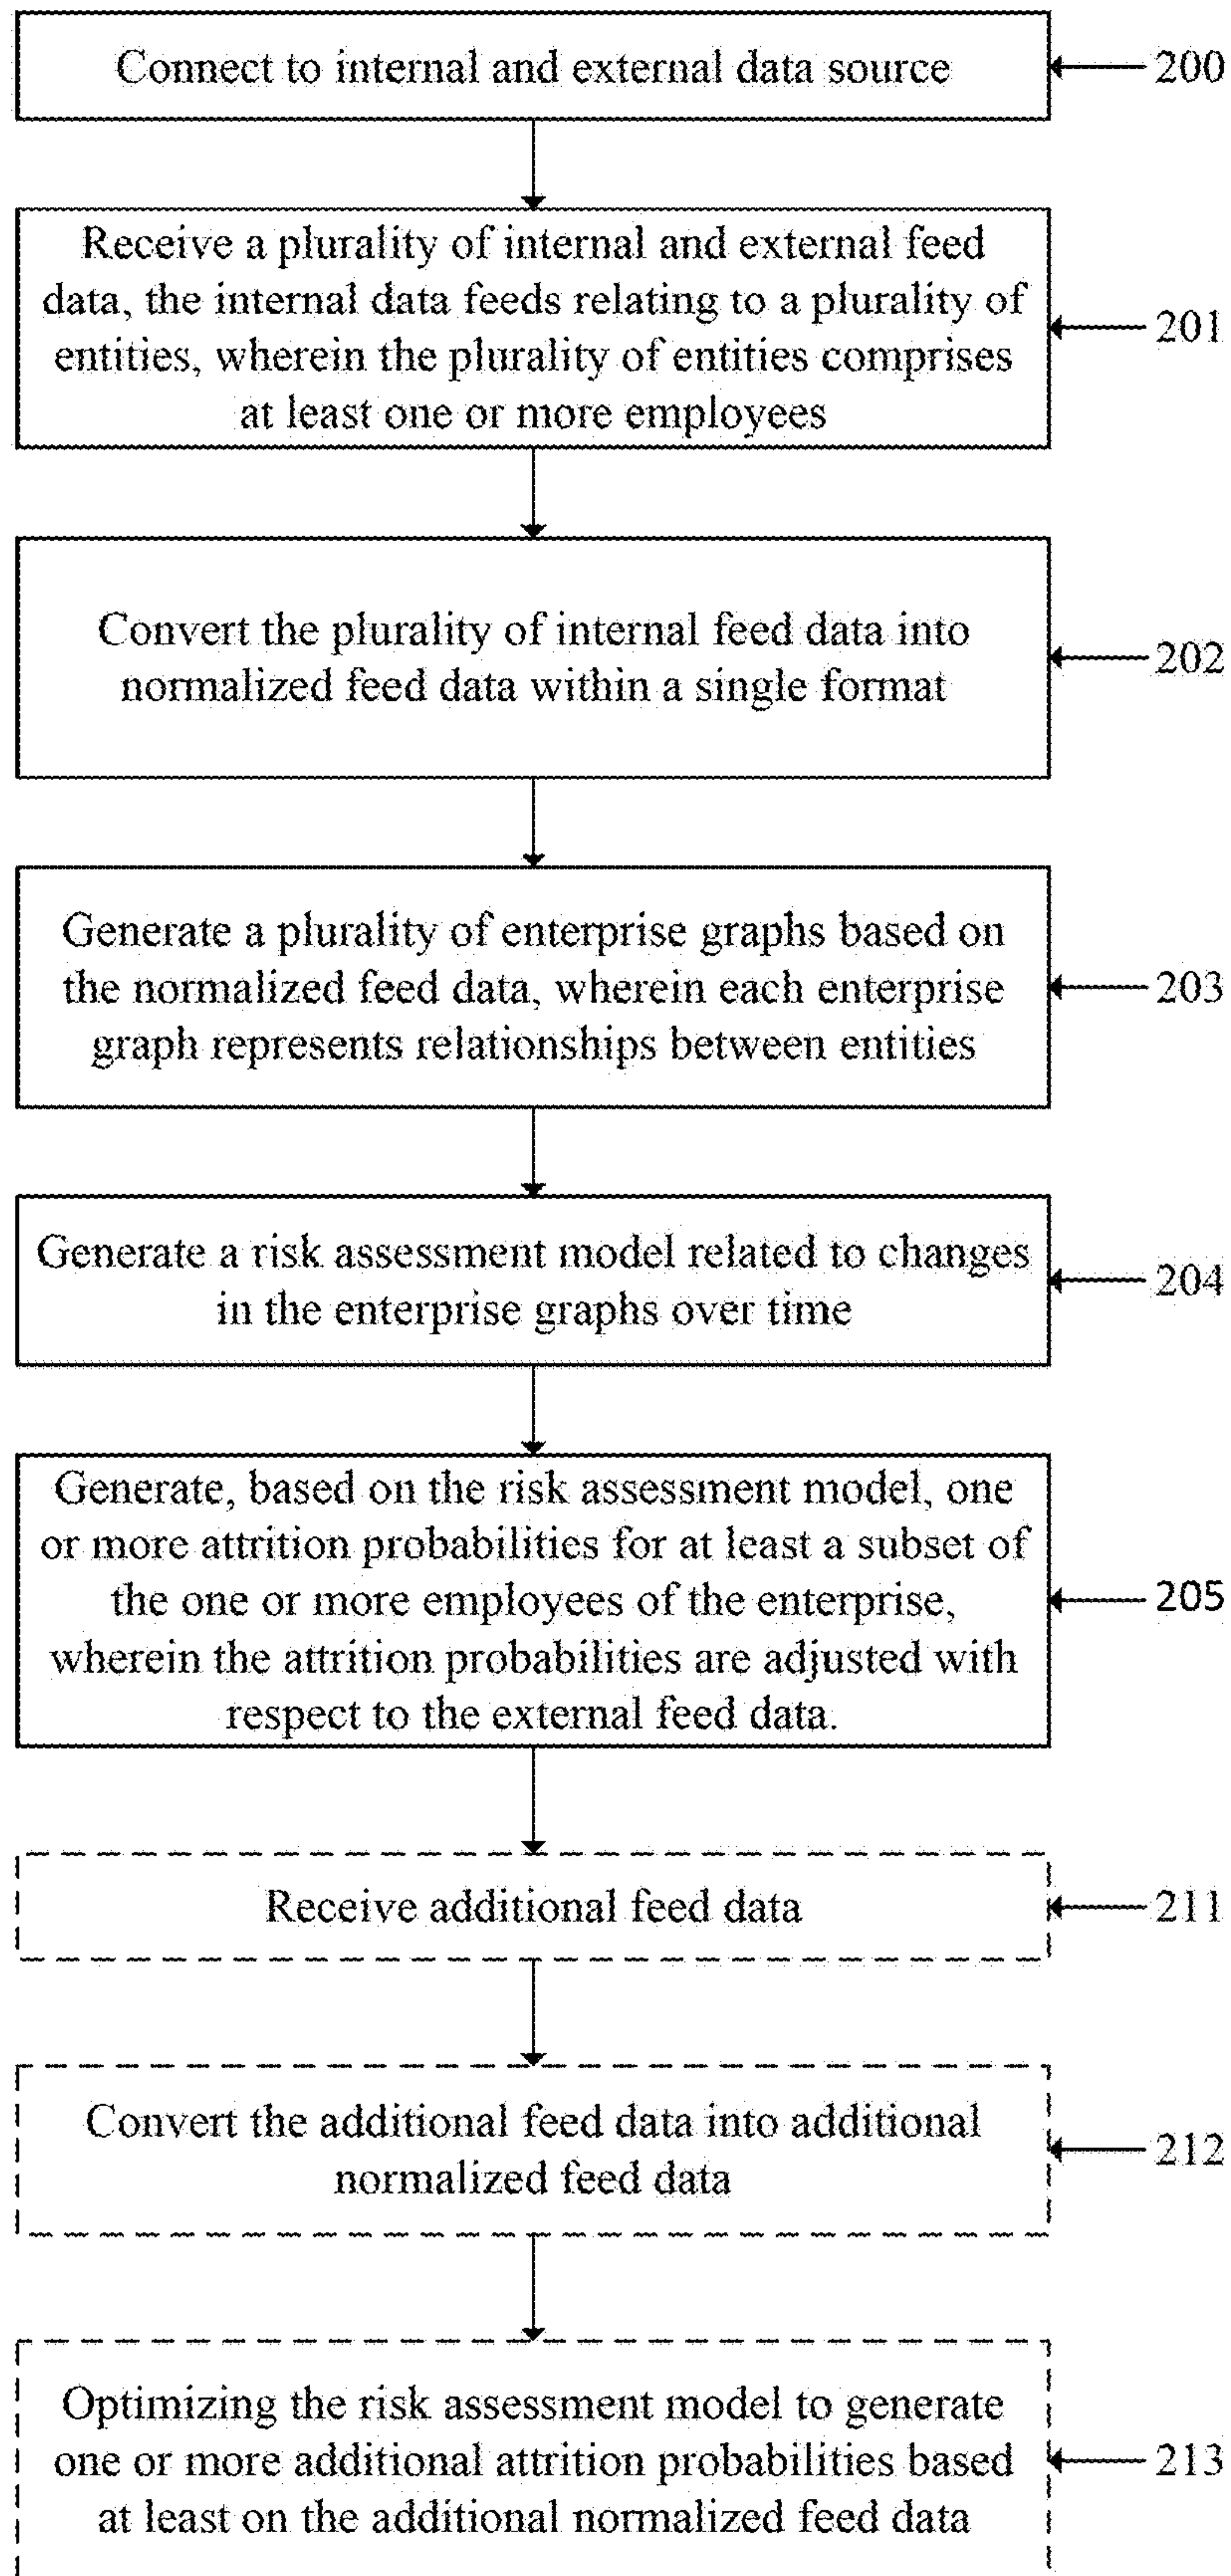 Connect to internal and external data source
200
Receive a plurality of internal and external feed
data, the internal data feeds relating to a plurality of
entities, wherein the plurality of entities comprises
at least one or more employees
201
Convert the plurality of internal feed data into
normalized feed data within a single format
202
Generate a plurality of enterprise graphs based on
the normalized feed data, wherein each enterprise
graph represents relationships between entities
203
Generate a risk assessment model related to changes
in the enterprise graphs over time
204
Generate, based on the risk assessment model, one
or more attrition probabilities for at least a subset of
the one or more employees of the enterprise,
wherein the attrition probabilities are adjusted with
respect to the external feed data.
205
Receive additional feed data
211
Convert the additional feed data into additional
normalized feed data
212
Optimizing the risk assessment model to generate
one or more additional attrition probabilities based
at least on the additional normalized feed data
213